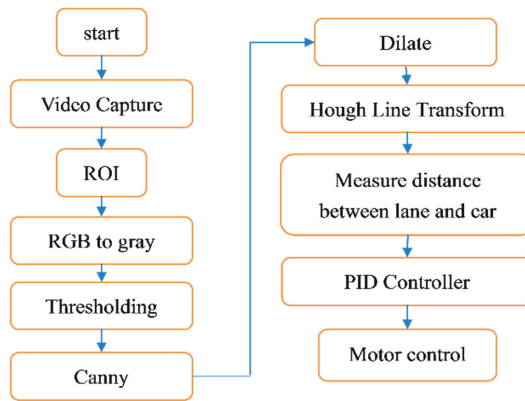 start
Video Capture
ROI
RGB to gray
Thresholding
Canny
Dilate
Hough Line Transform
Measure distance
between lane and car
PID Controller
Motor control